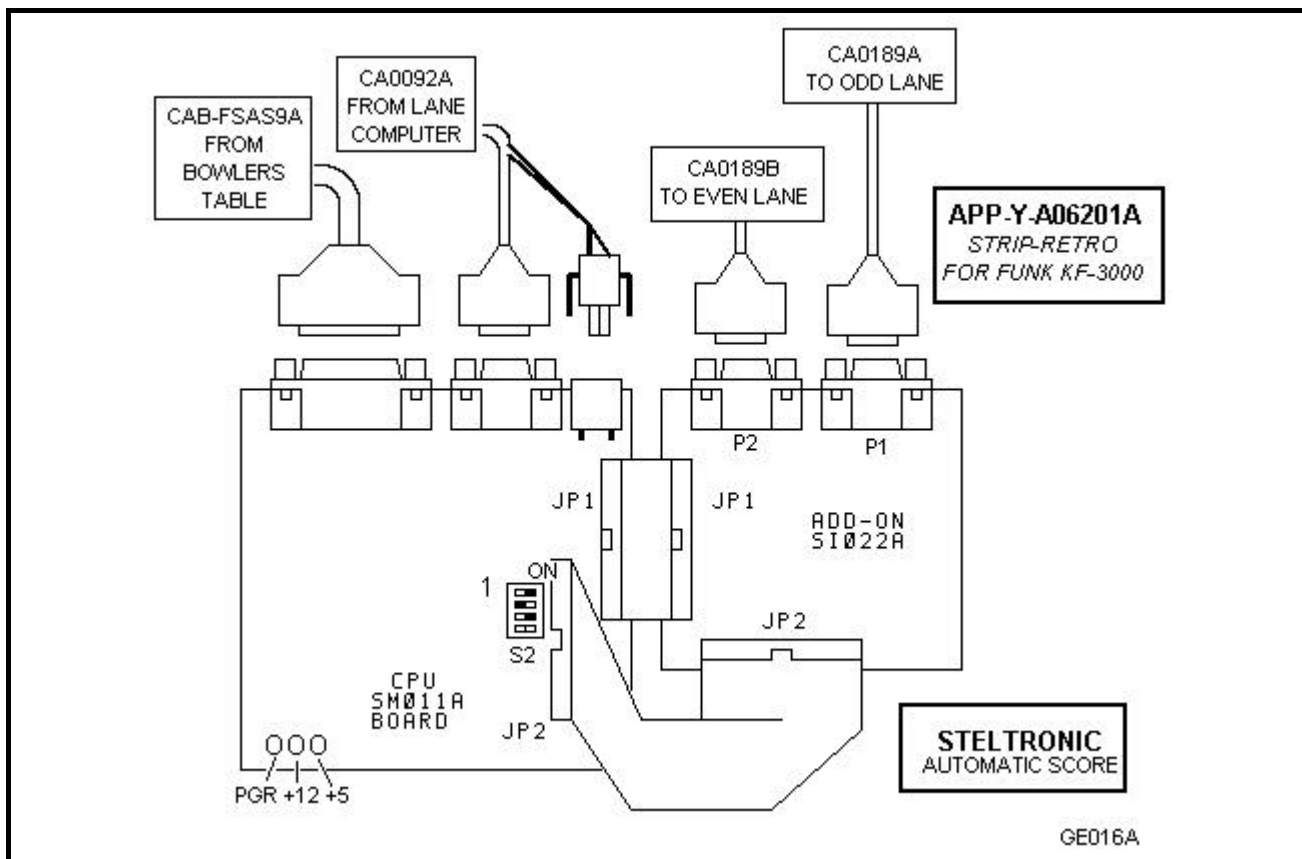 CAB-FSAS9A
FROM
BOWLERS
TABLE
CA0092A
FROM LANE
COMPUTER
CA0189B
TO EVEN LANE
CA0189A
TO ODD LANE
APP-Y-A06201A
STRIP-RETRO
FOR FUNK KF-3000
P2
P1
JP1
JP1
ADD-ON
SI022A
ON
1
S2
JP2
CPU
SM011A
BOARD
JP2
PGR +12 +5
STELTRONIC
AUTOMATIC SCORE
GE016A